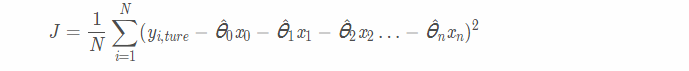 J = \frac{1}{N} \sum_{i=1}^{N} (y_{i,ture} - \hat{\theta}_0 x_0 - \hat{\theta}_1 x_1 - \hat{\theta}_2 x_2 \ldots - \hat{\theta}_n x_n)^2